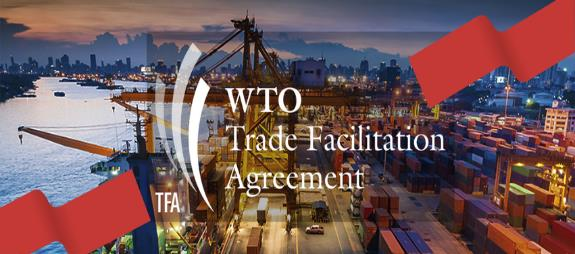 WTO
Trade Facilitation
Agreement
TFA